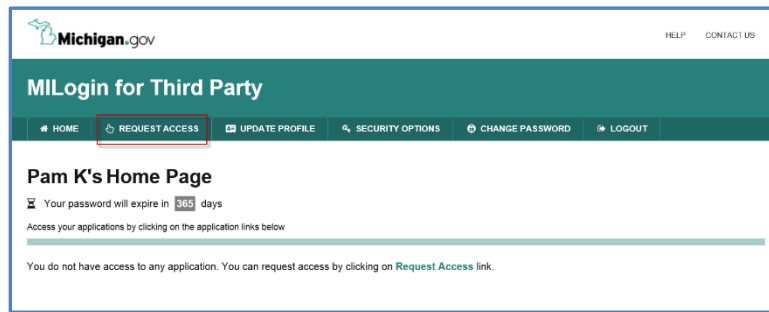 Michigan.gov
HELP CONTACT US
MILogin for Third Party
HOME REQUEST ACCESS UPDATE PROFILE SECURITY OPTIONS CHANGE PASSWORD LOGOUT
Pam K's Home Page
Your password will expire in 365 days
Access your applications by clicking on the application links below
You do not have access to any application. You can request access by clicking on Request Access link.